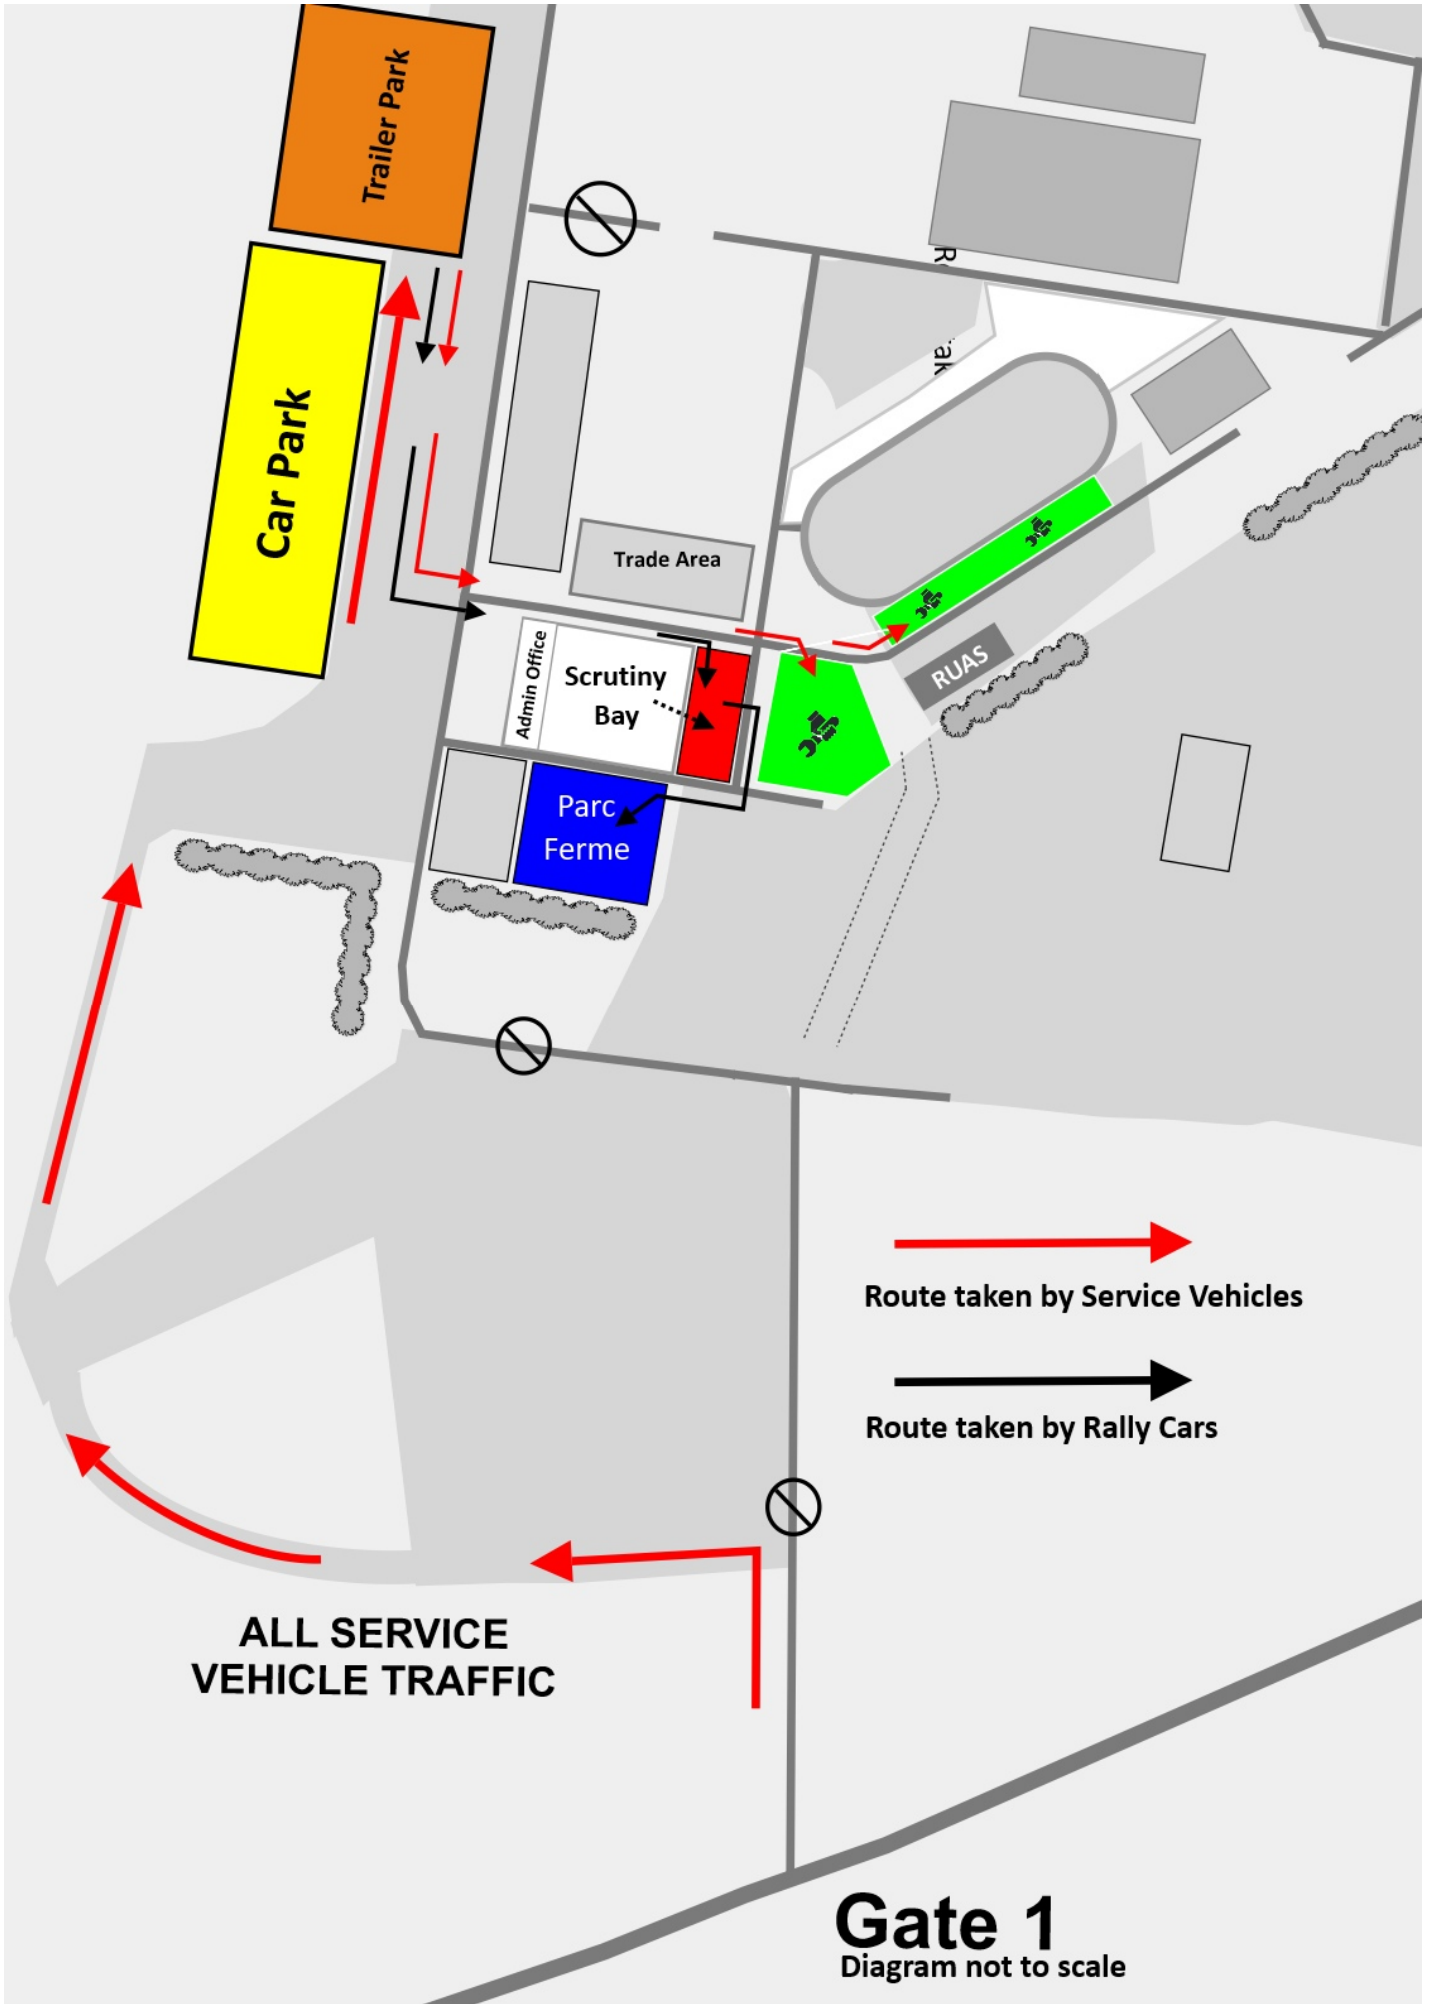 Trailer Park
Car Park
Trade Area
Admin Office
Scrutiny
Bay
RUAS
Parc
Ferme
Route taken by Service Vehicles
Route taken by Rally Cars
ALL SERVICE
VEHICLE TRAFFIC
Gate 1
Diagram not to scale